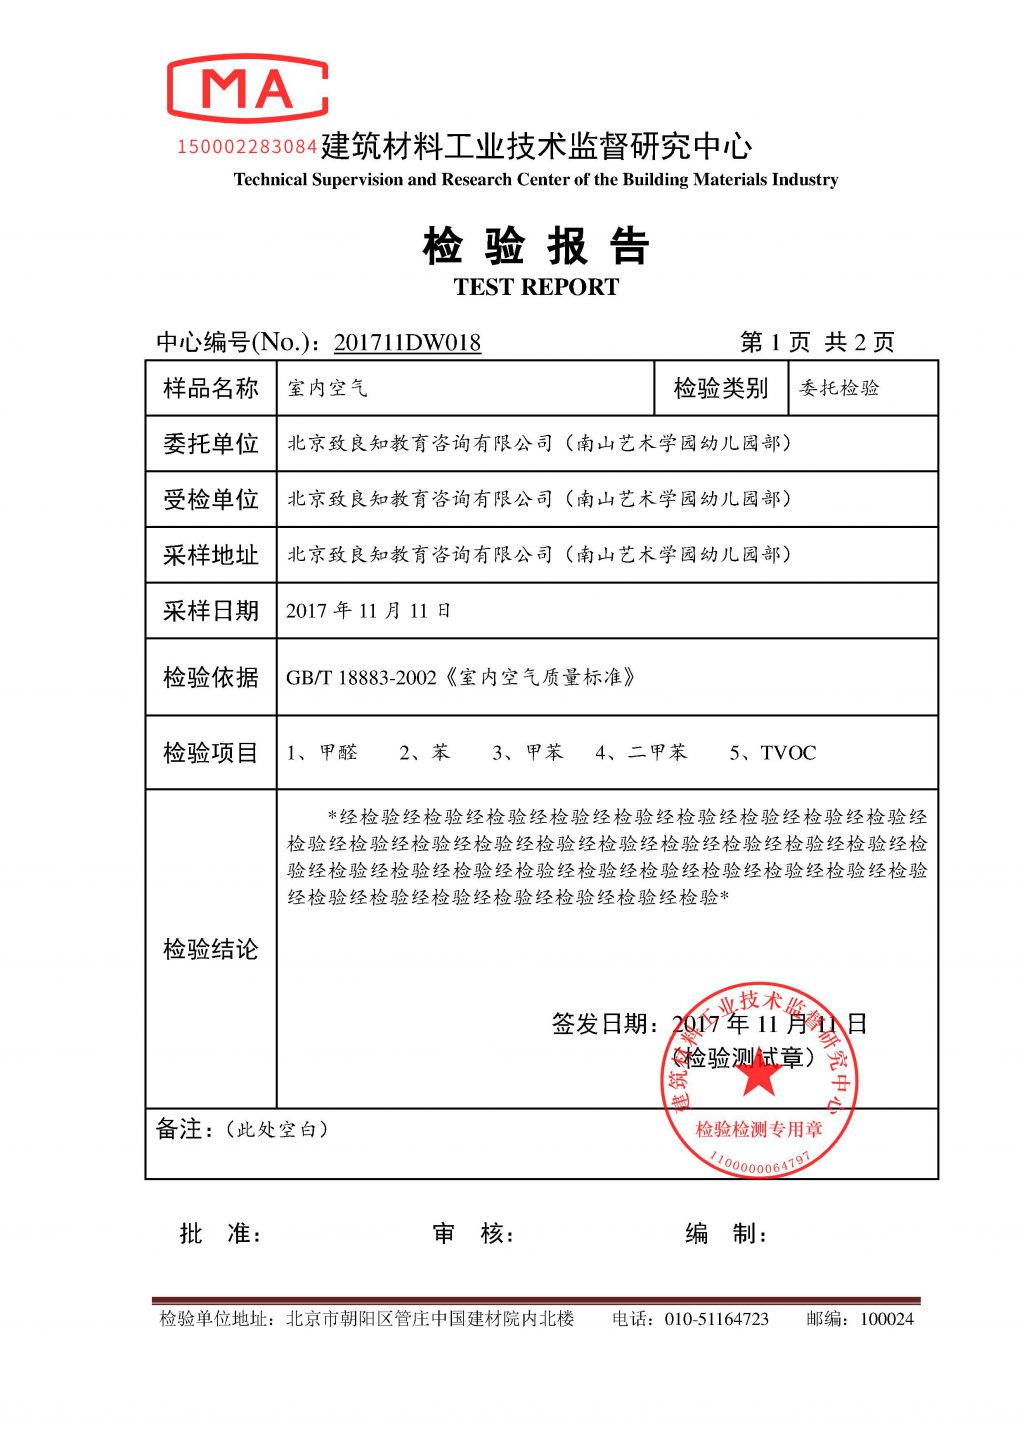 MA
150002283084 建筑材料工业技术监督研究中心
Technical Supervision and Research Center of the Building Materials Industry
检 验 报 告
TEST REPORT
中心编号(No.)：201711DW018 第 1 页 共 2 页
样品名称 室内空气 检验类别 委托检验
委托单位 北京致良知教育咨询有限公司（南山艺术学园幼儿园部）
受检单位 北京致良知教育咨询有限公司（南山艺术学园幼儿园部）
采样地址 北京致良知教育咨询有限公司（南山艺术学园幼儿园部）
采样日期 2017 年 11 月 11 日
检验依据 GB/T 18883-2002《室内空气质量标准》
检验项目 1、甲醛 2、苯 3、甲苯 4、二甲苯 5、TVOC
*经检验经检验经检验经检验经检验经检验经检验经检验经检验经
检验经检验经检验经检验经检验经检验经检验经检验经检验经检验经检
验经检验经检验经检验经检验经检验经检验经检验经检验经检验经检验
经检验经检验经检验经检验经检验经检验经检验*
检验结论
签发日期：2017 年 11 月 11 日
（检验测试章）
建筑材料工业技术监督研究中心
检验检测专用章
1100000064797
备注：（此处空白）
批 准： 审 核： 编 制：
检验单位地址：北京市朝阳区管庄中国建材院内北楼 电话：010-51164723 邮编：100024